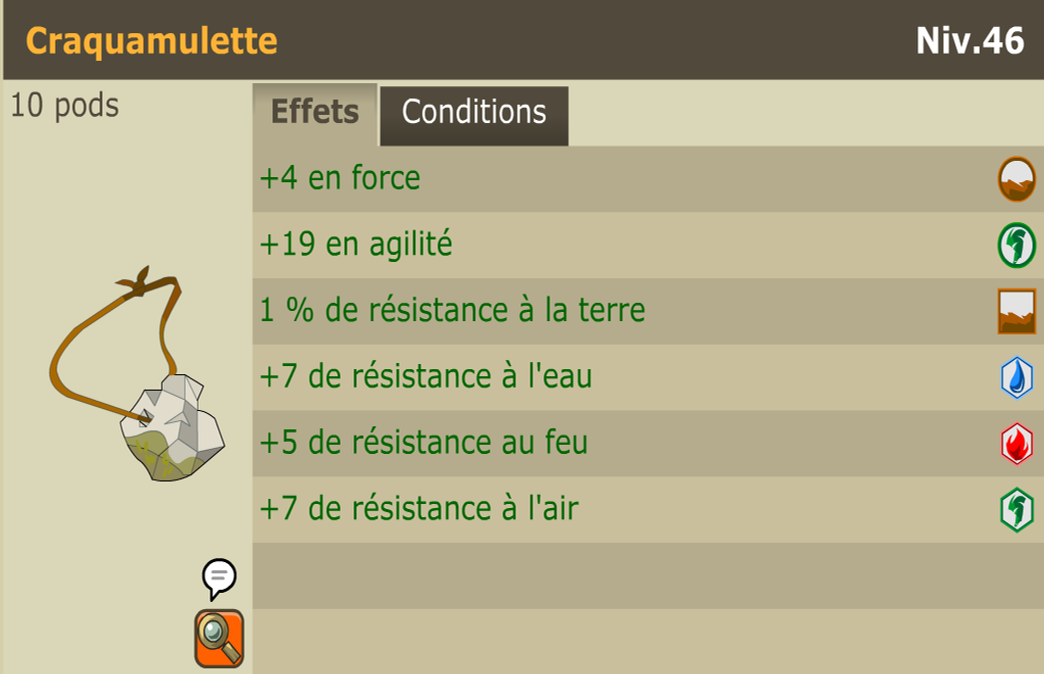 Craquamulette
Niv.46
10 pods
Effets
Conditions
+4 en force
+19 en agilité
1 % de résistance à la terre
+7 de résistance à l'eau
+5 de résistance au feu
+7 de résistance à l'air